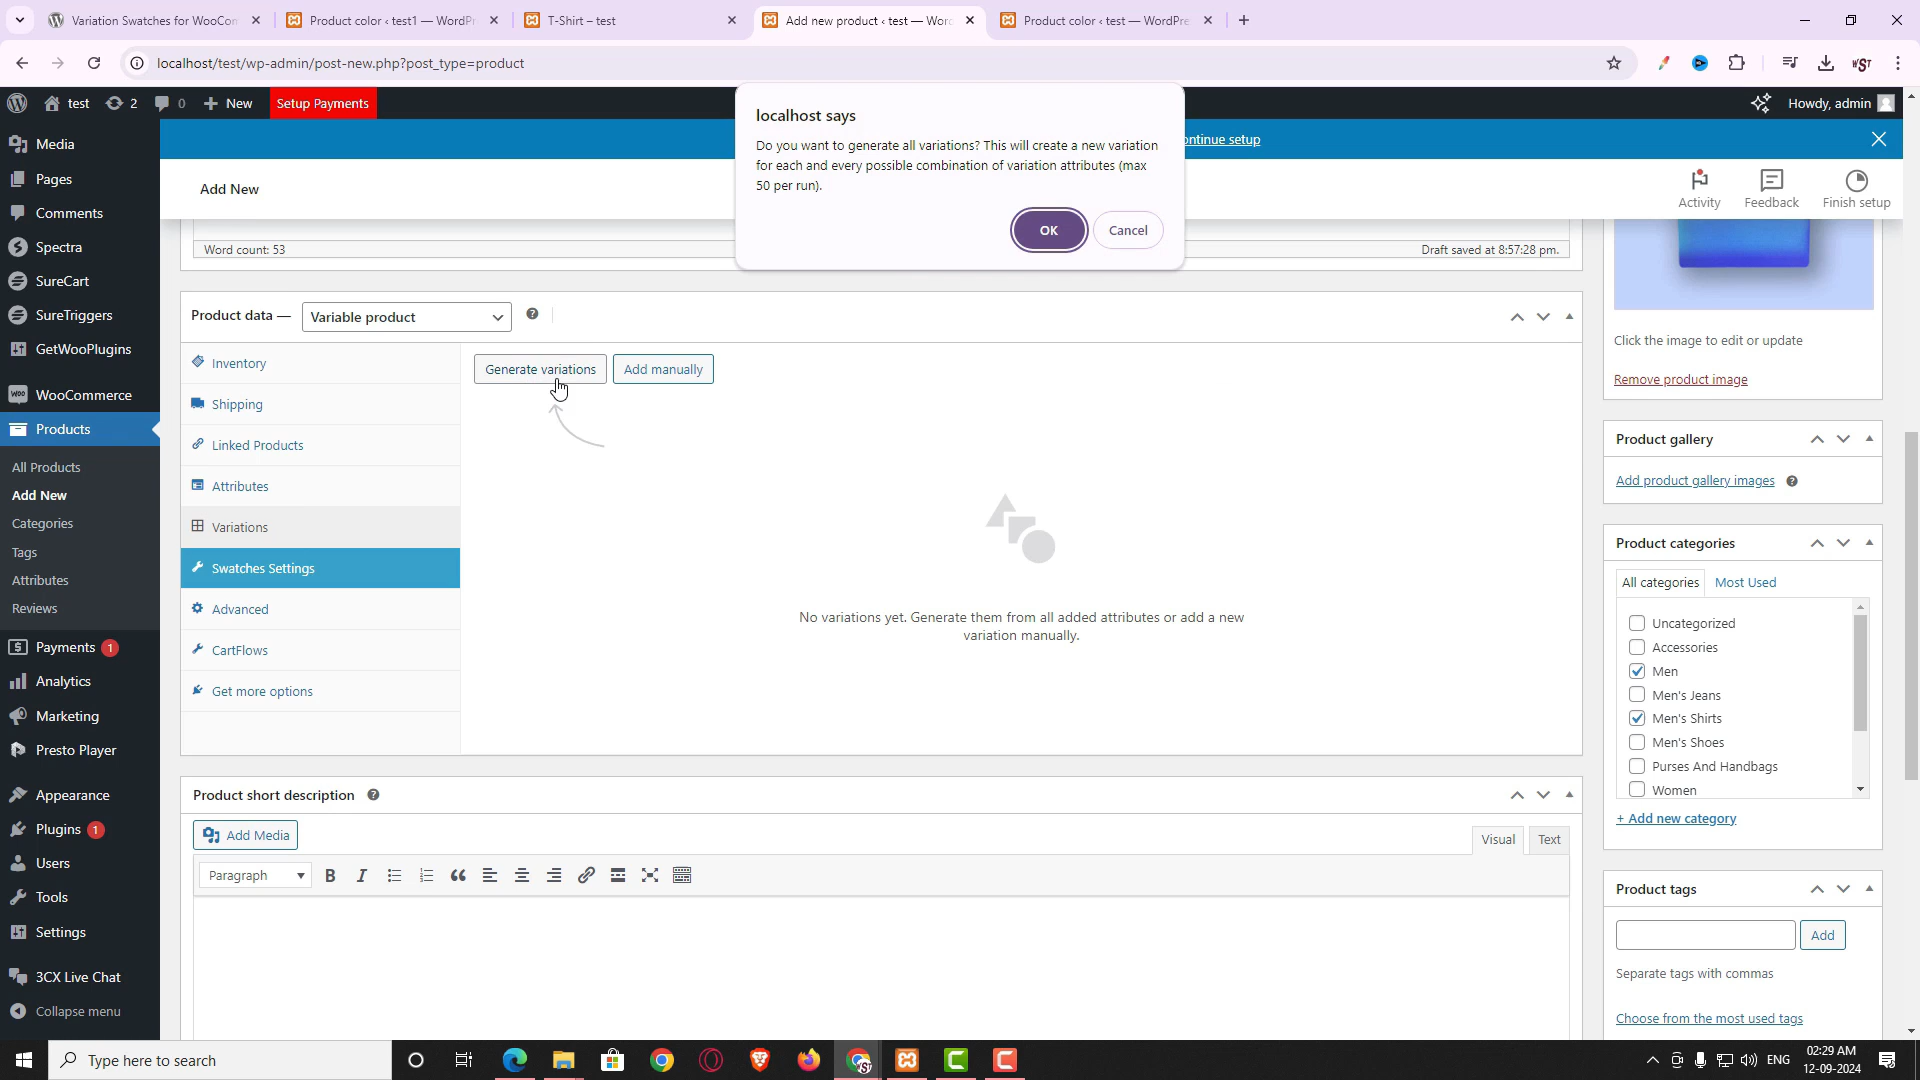 Variation Swatches for WooCom
Product color ‹ test1 — WordP
T-Shirt – test
Add new product ‹ test — Word
Product color ‹ test — WordPre
localhost/test/wp-admin/post-new.php?post_type=product
test
2
0
New
Setup Payments
Howdy, admin
localhost says
Do you want to generate all variations? This will create a new variation
for each and every possible combination of variation attributes (max
50 per run).
OK
Cancel
ontinue setup
Add New
Activity
Feedback
Finish setup
Media
Pages
Comments
Spectra
SureCart
SureTriggers
GetWooPlugins
WooCommerce
Products
All Products
Add New
Categories
Tags
Attributes
Reviews
Payments 1
Analytics
Marketing
Presto Player
Appearance
Plugins 1
Users
Tools
Settings
3CX Live Chat
Collapse menu
Word count: 53
Draft saved at 8:57:28 pm.
Product data —
Variable product
Inventory
Shipping
Linked Products
Attributes
Variations
Swatches Settings
Advanced
CartFlows
Get more options
Generate variations
Add manually
No variations yet. Generate them from all added attributes or add a new
variation manually.
Product short description
Add Media
Visual
Text
Paragraph
Click the image to edit or update
Remove product image
Product gallery
Add product gallery images
Product categories
All categories
Most Used
Uncategorized
Accessories
Men
Men's Jeans
Men's Shirts
Men's Shoes
Purses And Handbags
Women
+ Add new category
Product tags
Add
Separate tags with commas
Choose from the most used tags
Type here to search
ENG
02:29 AM
12-09-2024